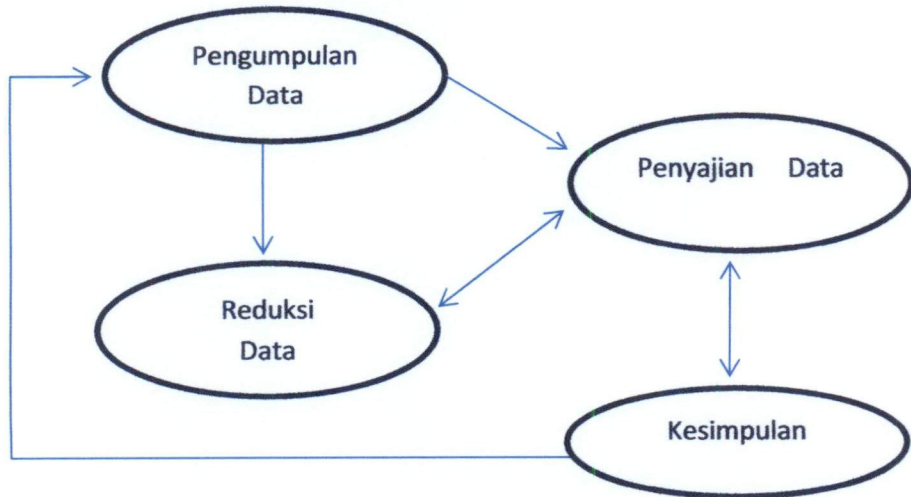 Pengumpulan
Data
Penyajian Data
Reduksi
Data
Kesimpulan